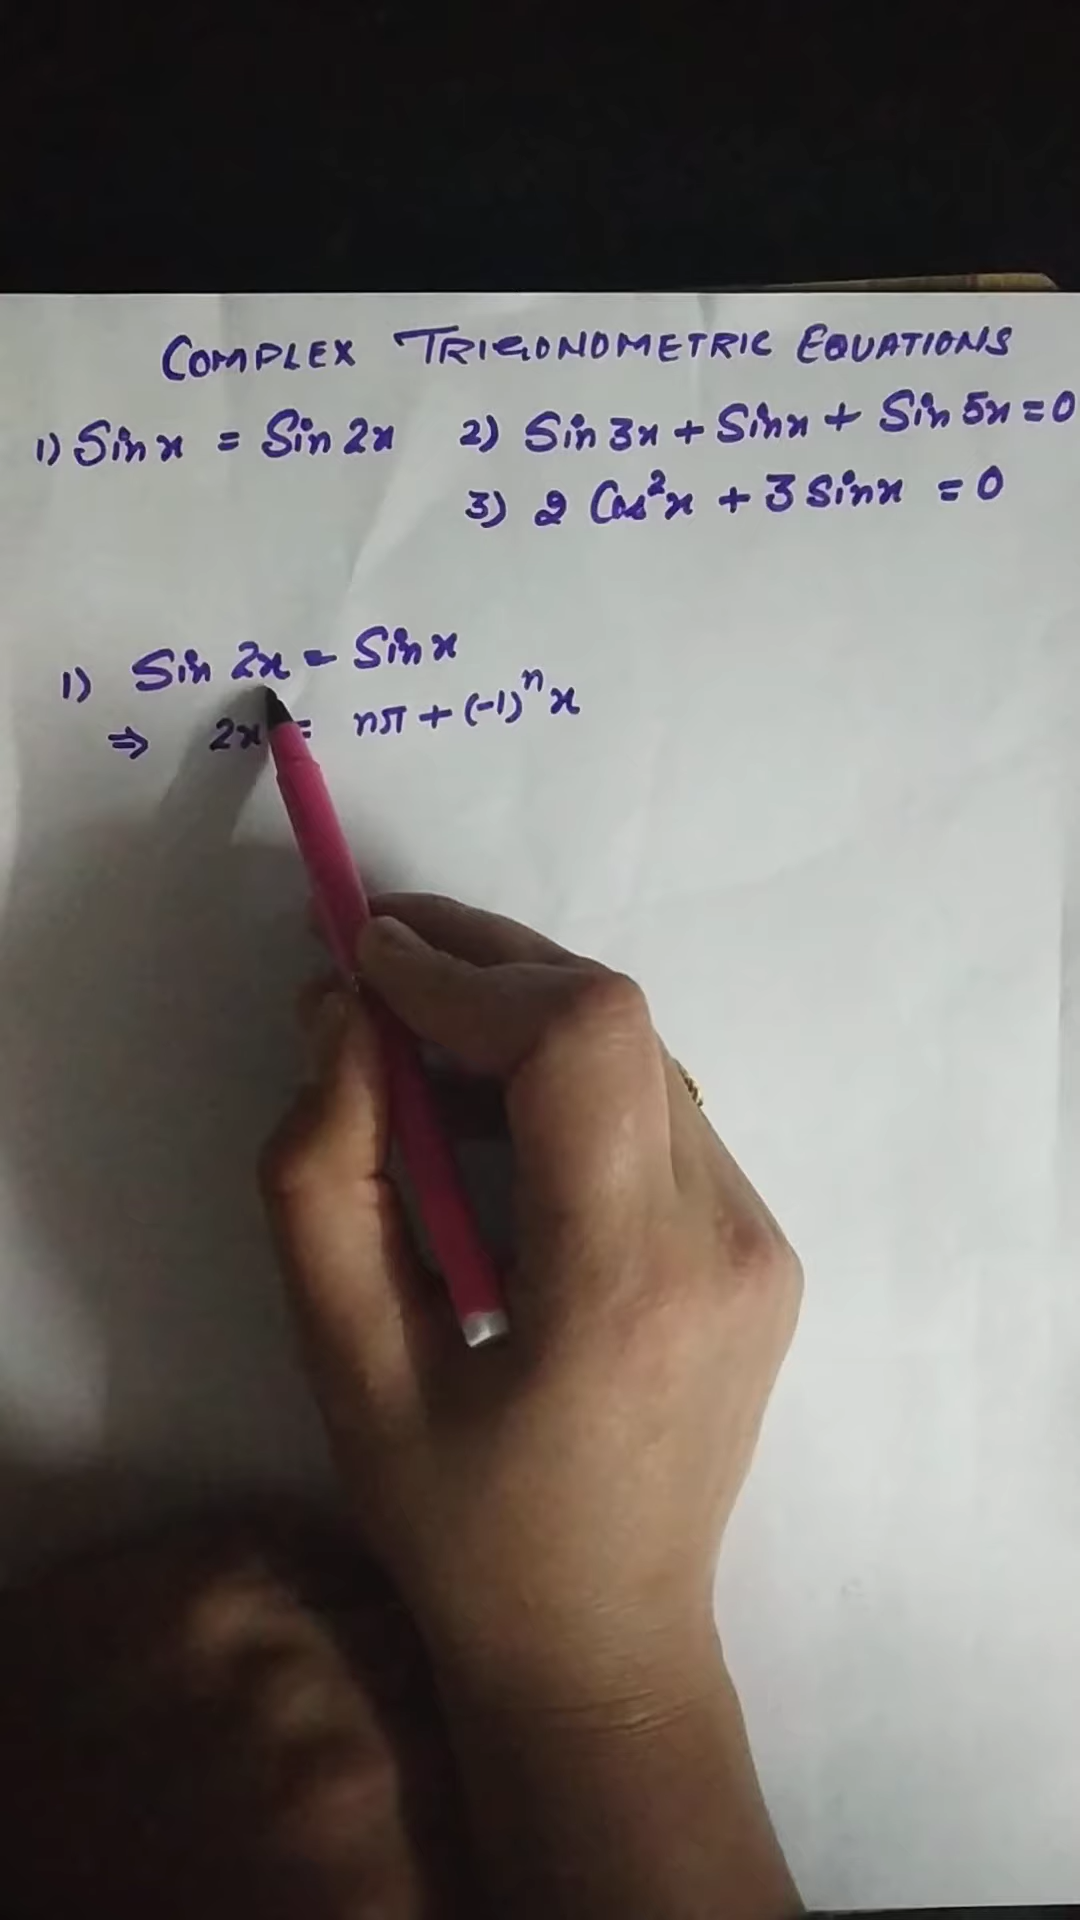 COMPLEX TRIGONOMETRIC EQUATIONS
1) Sin x = Sin 2x 2) Sin 3x + Sin x + Sin 5x = 0
3) 2 Cos²x + 3 Sin x = 0
1) Sin 2x = Sin x
⇒ 2x = nπ + (-1)ⁿ x